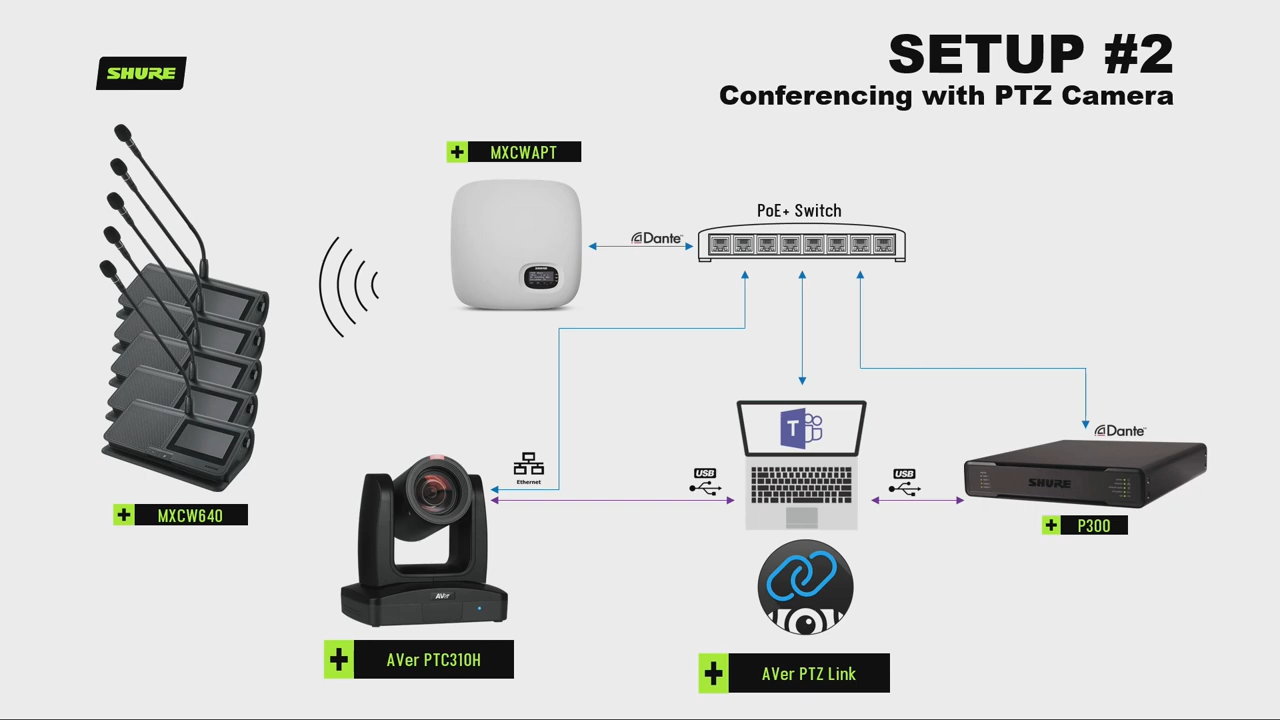 SHURE
SETUP #2
Conferencing with PTZ Camera
MXCWAPT
PoE+ Switch
Dante
T
Ethernet
USB
USB
Dante
SHURE
MXCW640
P300
AVer
AVer PTC310H
AVer PTZ Link